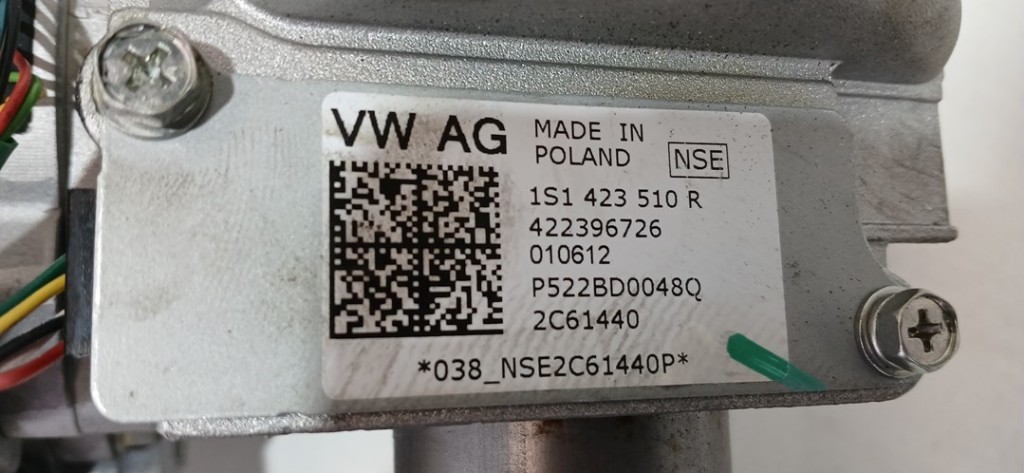 VW AG
MADE IN
POLAND
NSE
1S1 423 510 R
422396726
010612
P522BD0048Q
2C61440
*038_NSE2C61440P*